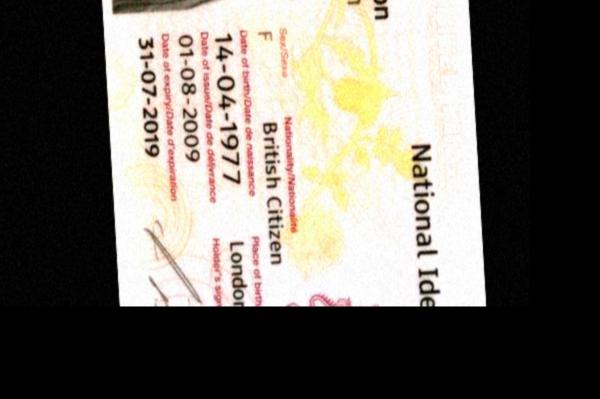 National Ide
on
n
Sex/Sexe Nationality/Nationalité
F British Citizen
Date of birth/Date de naissance Place of birth
14-04-1977 London
Date of issue/Date de délivrance Holder's sign
01-08-2009
Date of expiry/Date d'expiration
31-07-2019